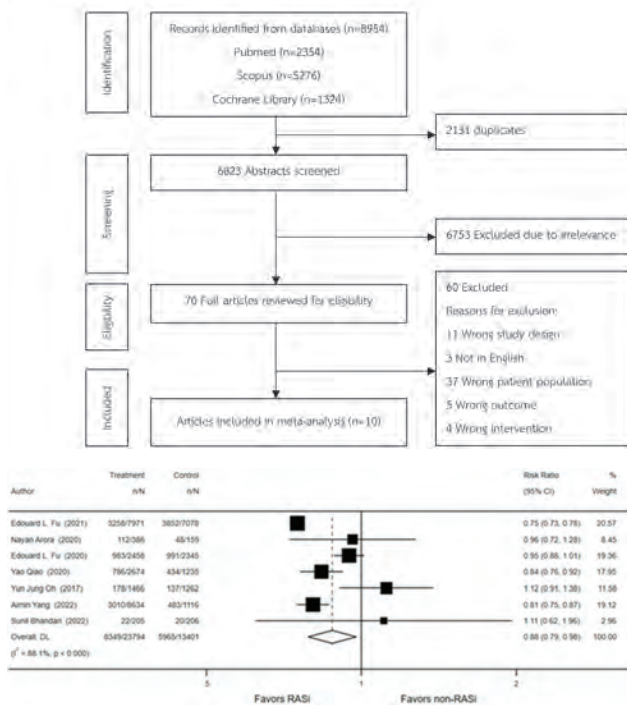 Identification
Records identified from databases (n=8954)
Pubmed (n=2354)
Scopus (n=5276)
Cochrane Library (n=1324)
2131 duplicates
Screening
6823 Abstracts screened
6753 Excluded due to irrelevance
Eligibility
70 Full articles reviewed for eligibility
60 Excluded
Reasons for exclusion:
11 Wrong study design
3 Not in English
37 Wrong patient population
5 Wrong outcome
4 Wrong intervention
Included
Articles included in meta-analysis (n=10)
Treatment Control Risk Ratio %
Author n/N n/N (95% CI) Weight
Edouard L. Fu (2021) 3258/7971 3852/7078 0.75 (0.73, 0.78) 20.57
Nayan Arora (2020) 112/386 48/159 0.96 (0.72, 1.28) 8.45
Edouard L. Fu (2020) 983/2458 991/2345 0.95 (0.88, 1.01) 19.36
Yao Qiao (2020) 786/2674 434/1235 0.84 (0.76, 0.92) 17.95
Yun Jung Oh (2017) 178/1466 137/1262 1.12 (0.91, 1.38) 11.58
Aimin Yang (2022) 3010/8634 483/1116 0.81 (0.75, 0.87) 19.12
Sunil Bhandari (2022) 22/205 20/206 1.11 (0.62, 1.96) 2.96
Overall, DL 8349/23794 5965/13401 0.88 (0.79, 0.98) 100.00
(I² = 88.1%, p < 0.000)
.5 1 2
Favors RASi Favors non-RASi